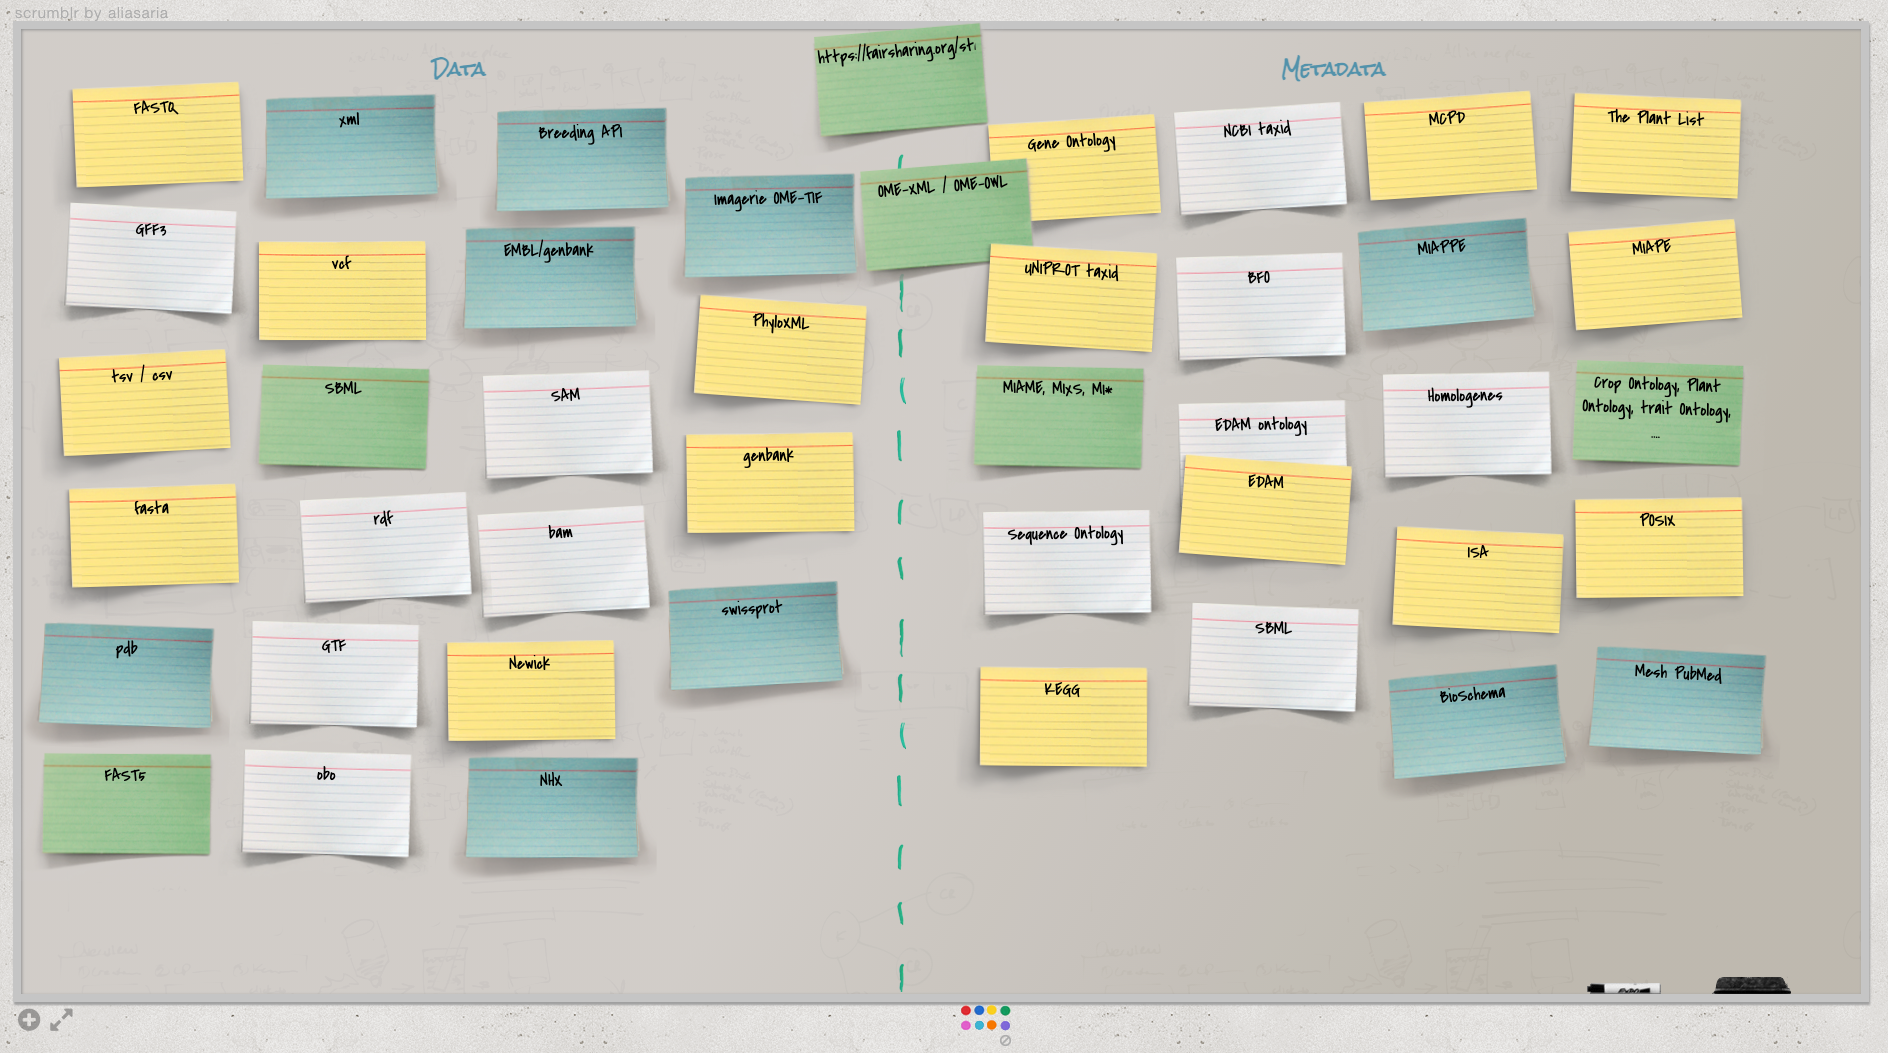 scrumblr by aliasaria
Data
Metadata
https://fairsharing.org/st
FASTQ
xml
Breeding API
Imagerie OME-TIF
OME-XML / OME-OWL
GFF3
vcf
EMBL/genbank
PhyloXML
tsv / csv
SBML
SAM
genbank
fasta
rdf
bam
swissprot
pdb
GTF
Newick
FAST5
obo
NHX
Gene Ontology
NCBI taxid
MCPD
The Plant List
UNIPROT taxid
BFO
MIAPPE
MIAPE
MIAME, MIXS, MI*
EDAM ontology
Homologenes
Crop Ontology, Plant
Ontology, trait Ontology,
....
EDAM
Sequence Ontology
ISA
POSIX
KEGG
SBML
BioSchema
Mesh PubMed